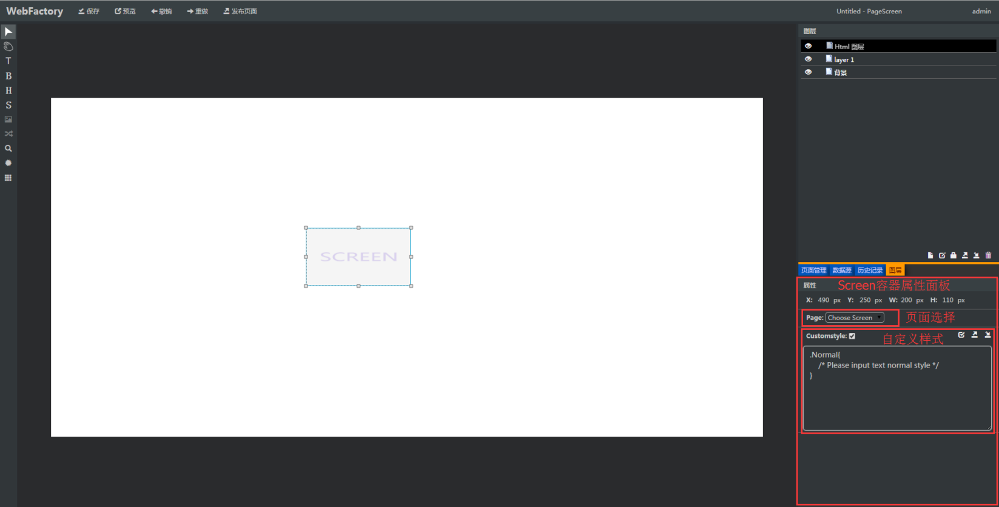 WebFactory 保存 预览 撤销 重做 发布页面 Untitled - PageScreen admin
图层
Html 图层
layer 1
背景
T
B
H
S
SCREEN
页面管理 数据源 历史记录 图层
属性 Screen容器属性面板
X: 490 px Y: 250 px W: 200 px H: 110 px
Page: Choose Screen 页面选择
Customstyle: 自定义样式
.Normal{
/* Please input text normal style */
}